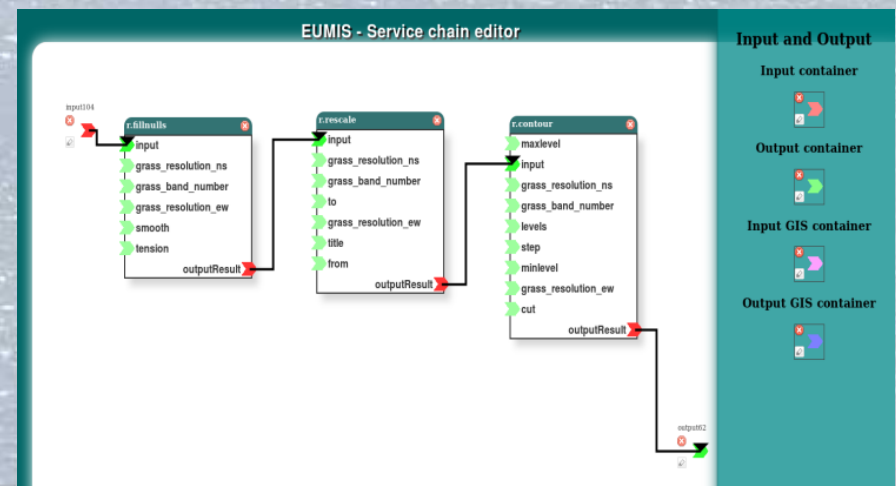 EUMIS - Service chain editor
input104
r.fillnulls
input
grass_resolution_ns
grass_band_number
grass_resolution_ew
smooth
tension
outputResult
r.rescale
input
grass_resolution_ns
grass_band_number
to
grass_resolution_ew
title
from
outputResult
r.contour
maxlevel
input
grass_resolution_ns
grass_band_number
levels
step
minlevel
grass_resolution_ew
cut
outputResult
output62
Input and Output
Input container
Output container
Input GIS container
Output GIS container